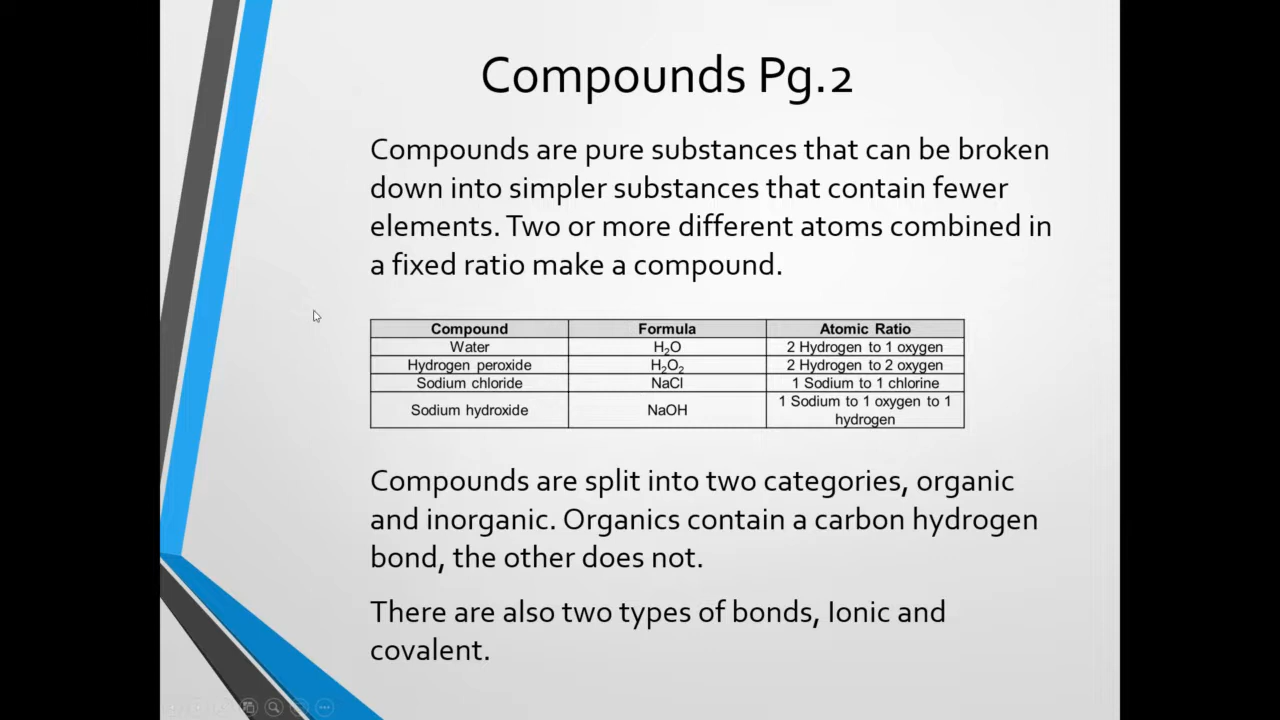 Compounds Pg.2
Compounds are pure substances that can be broken
down into simpler substances that contain fewer
elements. Two or more different atoms combined in
a fixed ratio make a compound.
Compound Formula Atomic Ratio
Water H₂O 2 Hydrogen to 1 oxygen
Hydrogen peroxide H₂O₂ 2 Hydrogen to 2 oxygen
Sodium chloride NaCl 1 Sodium to 1 chlorine
Sodium hydroxide NaOH 1 Sodium to 1 oxygen to 1
hydrogen
Compounds are split into two categories, organic
and inorganic. Organics contain a carbon hydrogen
bond, the other does not.
There are also two types of bonds, Ionic and
covalent.